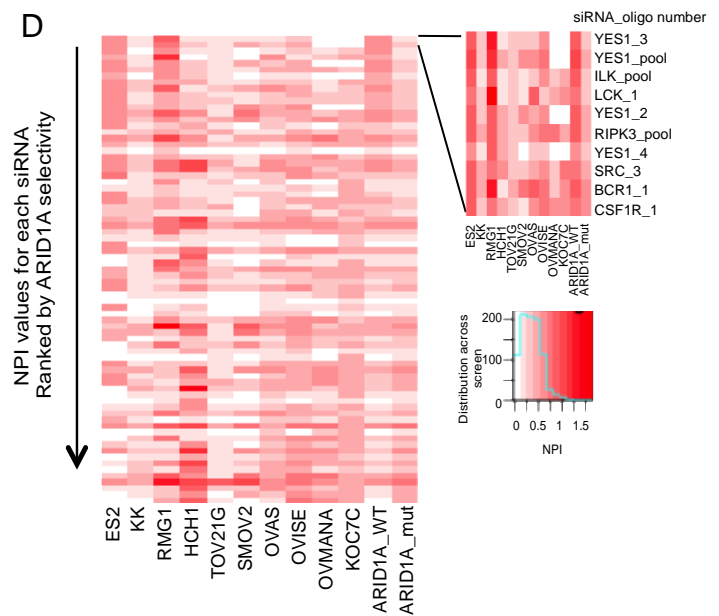 D
siRNA_oligo number
YES1_3
YES1_pool
ILK_pool
LCK_1
YES1_2
RIPK3_pool
YES1_4
SRC_3
BCR1_1
CSF1R_1
ES2
KK
RMG1
HCH1
TOV21G
SMOV2
OVAS
OVISE
OVMANA
KOC7C
ARID1A_WT
ARID1A_mut
NPI values for each siRNA
Ranked by ARID1A selectivity
Distribution across
screen
200
100
0
0 0.5 1 1.5
NPI
ES2
KK
RMG1
HCH1
TOV21G
SMOV2
OVAS
OVISE
OVMANA
KOC7C
ARID1A_WT
ARID1A_mut